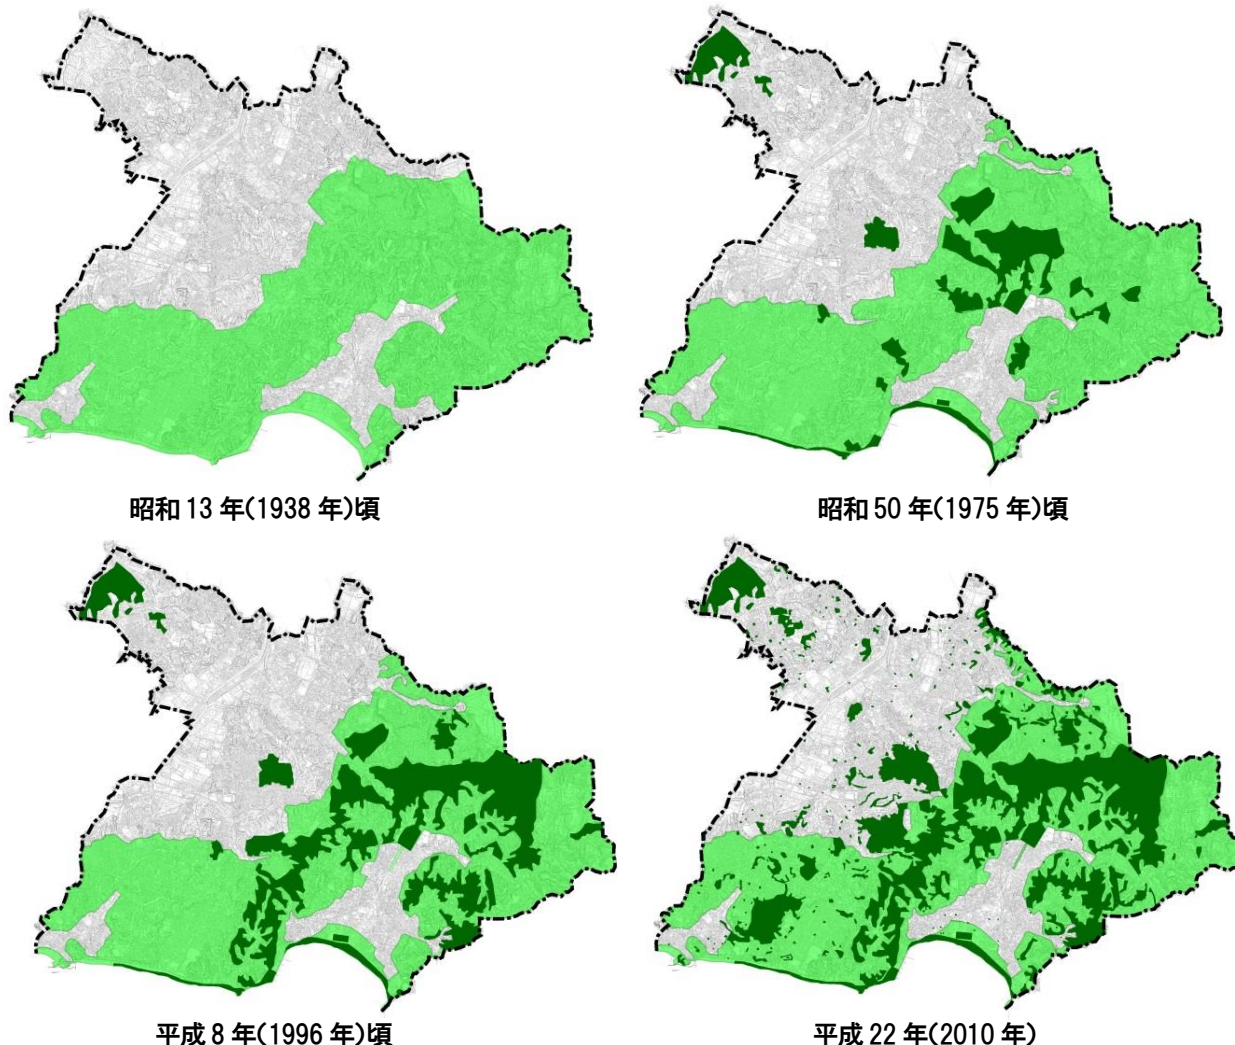 昭和 13 年(1938 年)頃
昭和 50 年(1975 年)頃
平成 8 年(1996 年)頃
平成 22 年(2010 年)